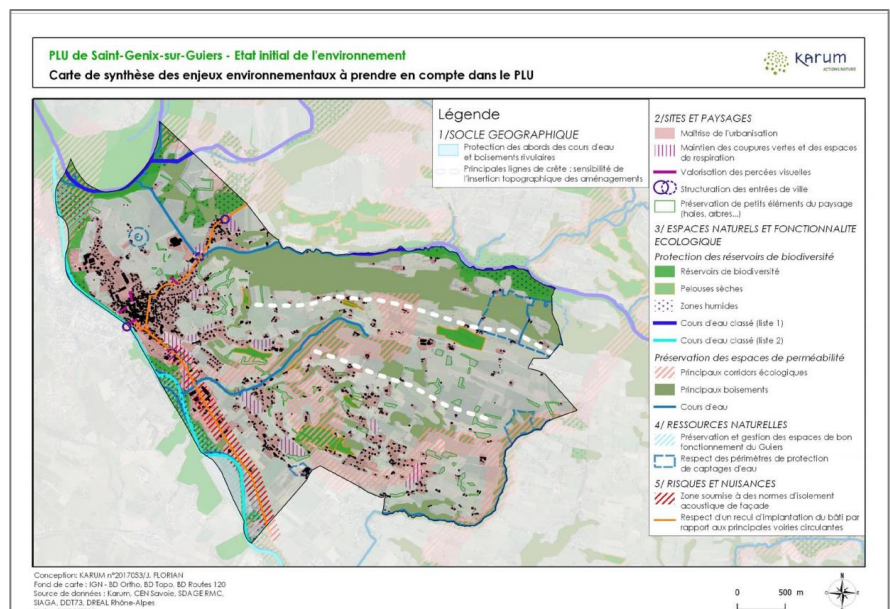 PLU de Saint-Genix-sur-Guiers - Etat initial de l'environnement
Carte de synthèse des enjeux environnementaux à prendre en compte dans le PLU
KARUM
ACTIONS NATURE
Légende
1/SOCLE GEOGRAPHIQUE
Protection des abords des cours d'eau
et boisements rivulaires
Principales lignes de crête : sensibilité de
l'insertion topographique des aménagements
2/SITES ET PAYSAGES
Maîtrise de l'urbanisation
Maintien des coupures vertes et des espaces
de respiration
Valorisation des percées visuelles
Structuration des entrées de ville
Préservation de petits éléments du paysage
(haies, arbres...)
3/ ESPACES NATURELS ET FONCTIONNALITE
ECOLOGIQUE
Protection des réservoirs de biodiversité
Réservoirs de biodiversité
Pelouses sèches
Zones humides
Cours d'eau classé (liste 1)
Cours d'eau classé (liste 2)
Préservation des espaces de perméabilité
Principaux corridors écologiques
Principaux boisements
Cours d'eau
4/ RESSOURCES NATURELLES
Préservation et gestion des espaces de bon
fonctionnement du Guiers
Respect des périmètres de protection
de captages d'eau
5/ RISQUES ET NUISANCES
Zone soumise à des normes d'isolement
acoustique de façade
Respect d'un recul d'implantation du bâti par
rapport aux principales voiries circulantes
Conception: KARUM n°2017053/J. FLORIAN
Fond de carte : IGN - BD Ortho, BD Topo, BD Routes 120
Source de données : Karum, CEN Savoie, SDAGE RMC,
SIAGA, DDT73, DREAL Rhône-Alpes
0 500 m